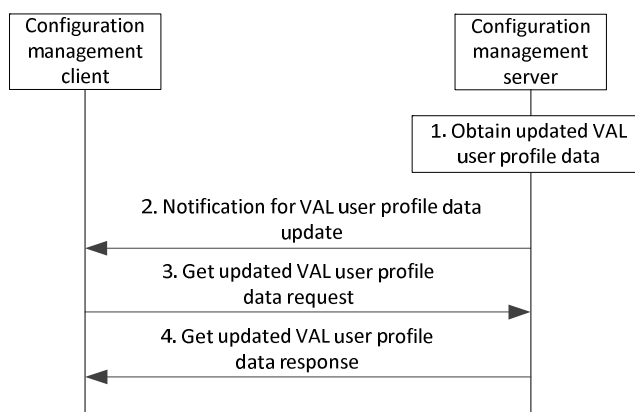 Configuration
management
client
Configuration
management
server
1. Obtain updated VAL
user profile data
2. Notification for VAL user profile data
update
3. Get updated VAL user profile
data request
4. Get updated VAL user profile
data response